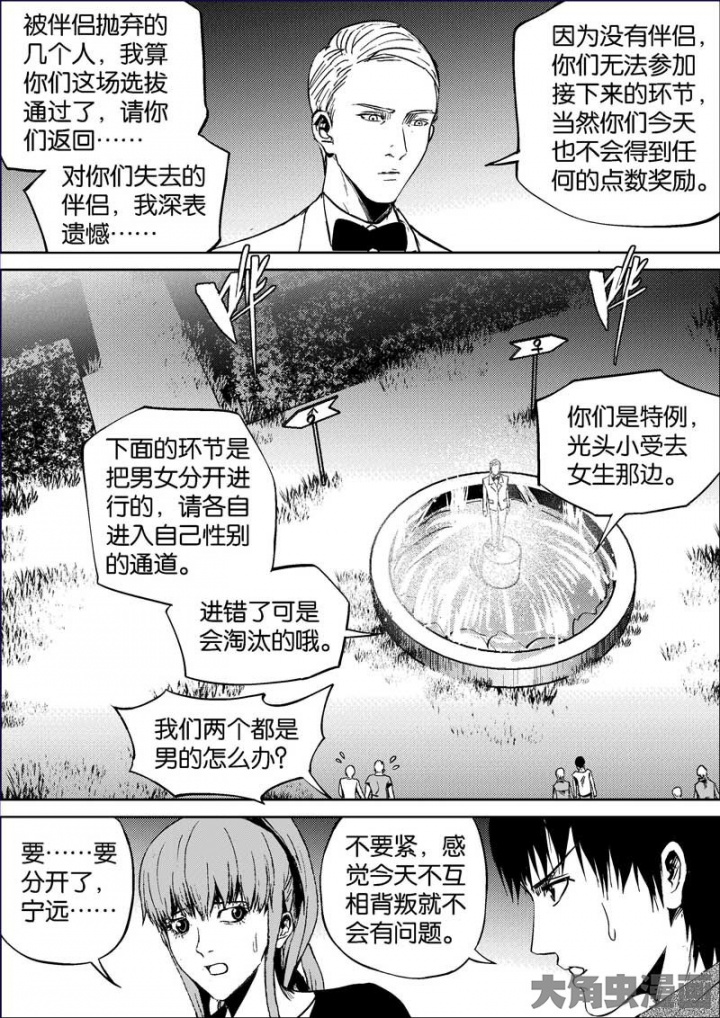 被伴侣抛弃的
几个人，我算
你们这场选拔
通过了，请你
们返回……
对你们失去的
伴侣，我深表
遗憾……
因为没有伴侣，
你们无法参加
接下来的环节，
当然你们今天
也不会得到任
何的点数奖励。
下面的环节是
把男女分开进
行的，请各自
进入自己性别
的通道。
进错了可是
会淘汰的哦。
你们是特例，
光头小受去
女生那边。
我们两个都是
男的怎么办？
要……要
分开了，
宁远……
不要紧，感
觉今天不互
相背叛就不
会有问题。
大角虫漫画